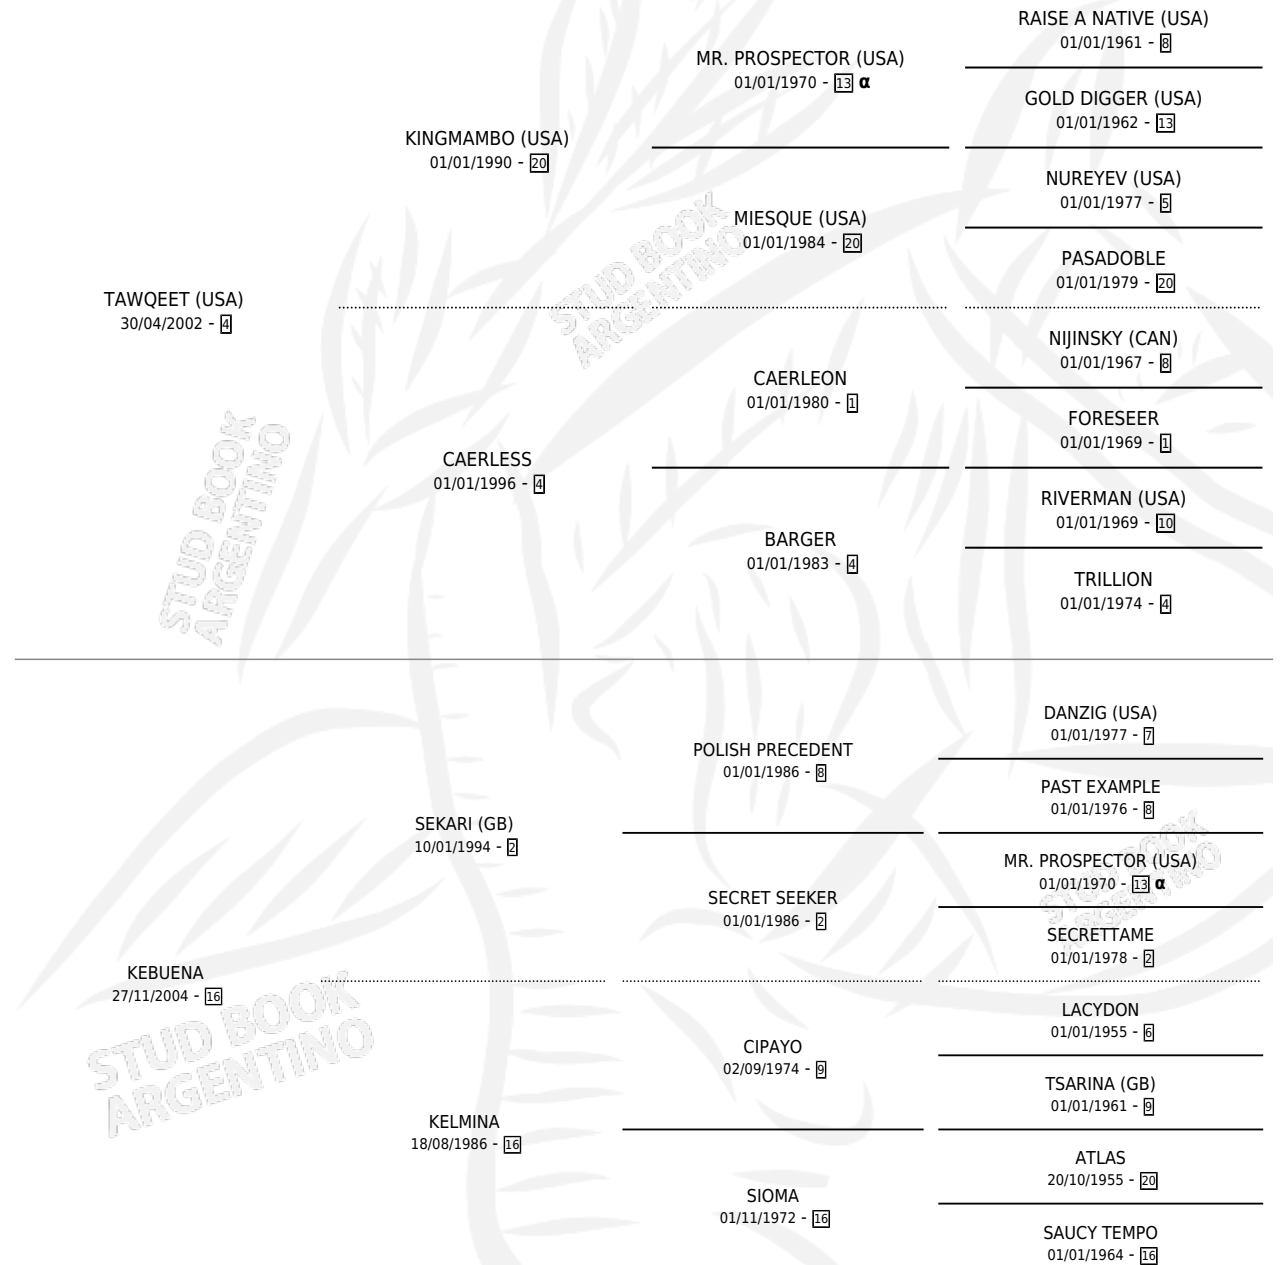 RAISE A NATIVE (USA)
01/01/1961 - 8
MR. PROSPECTOR (USA)
01/01/1970 - 13 α
GOLD DIGGER (USA)
01/01/1962 - 13
KINGMAMBO (USA)
01/01/1990 - 20
NUREYEV (USA)
01/01/1977 - 5
MIESQUE (USA)
01/01/1984 - 20
PASADOBLE
01/01/1979 - 20
TAWQEET (USA)
30/04/2002 - 4
NIJINSKY (CAN)
01/01/1967 - 8
CAERLEON
01/01/1980 - 1
FORESEER
01/01/1969 - 1
CAERLESS
01/01/1996 - 4
RIVERMAN (USA)
01/01/1969 - 10
BARGER
01/01/1983 - 4
TRILLION
01/01/1974 - 4
DANZIG (USA)
01/01/1977 - 7
POLISH PRECEDENT
01/01/1986 - 8
PAST EXAMPLE
01/01/1976 - 8
SEKARI (GB)
10/01/1994 - 2
MR. PROSPECTOR (USA)
01/01/1970 - 13 α
SECRET SEEKER
01/01/1986 - 2
SECRETTAME
01/01/1978 - 2
KEBUENA
27/11/2004 - 16
LACYDON
01/01/1955 - 6
CIPAYO
02/09/1974 - 9
TSARINA (GB)
01/01/1961 - 9
KELMINA
18/08/1986 - 16
ATLAS
20/10/1955 - 20
SIOMA
01/11/1972 - 16
SAUCY TEMPO
01/01/1964 - 16
STUD BOOK
ARGENTINO
STUD BOOK
ARGENTINO
STUD BOOK
ARGENTINO
STUD BOOK
ARGENTINO